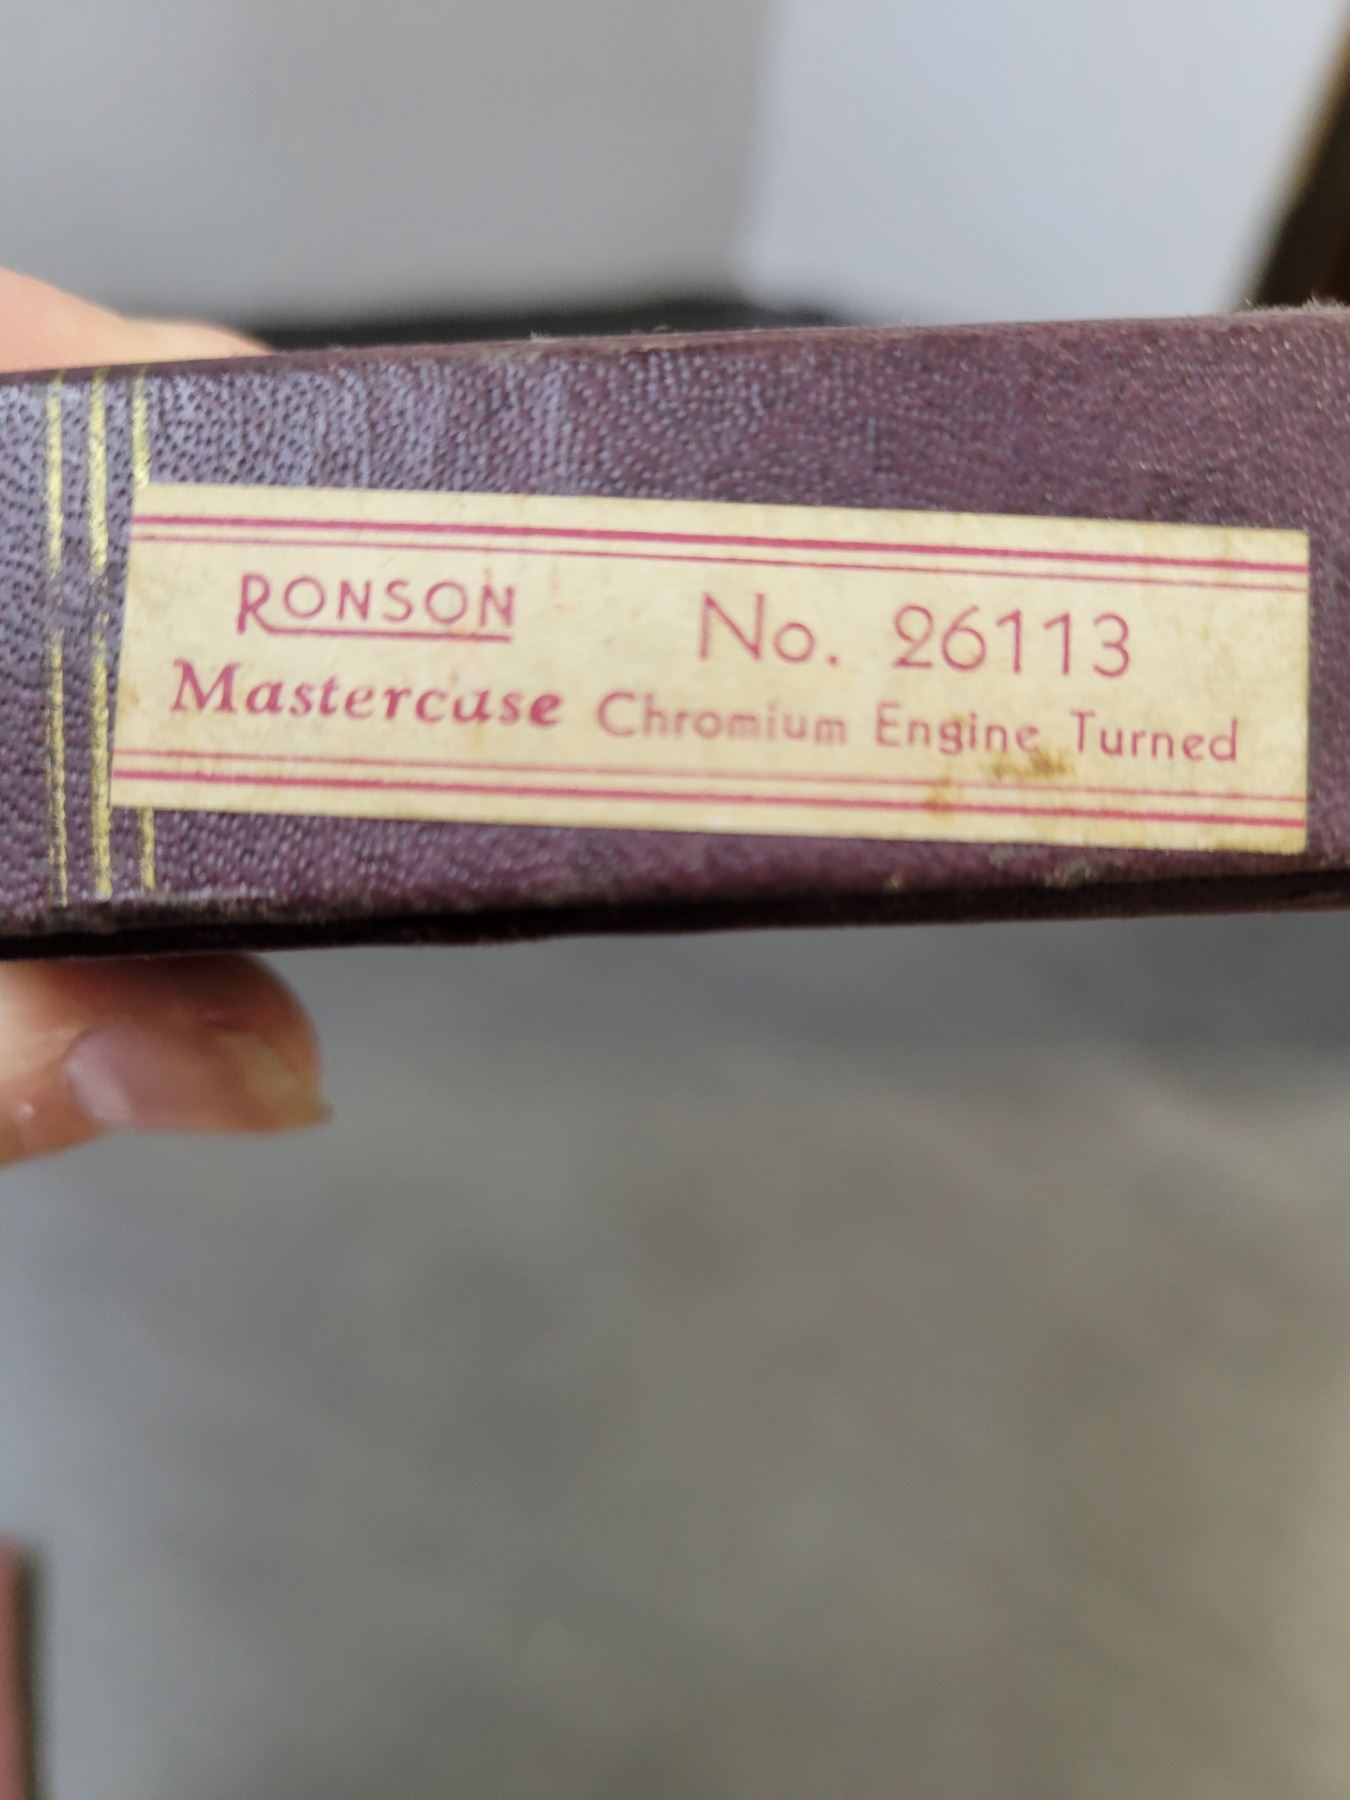 RONSON No. 26113
Mastercase Chromium Engine Turned